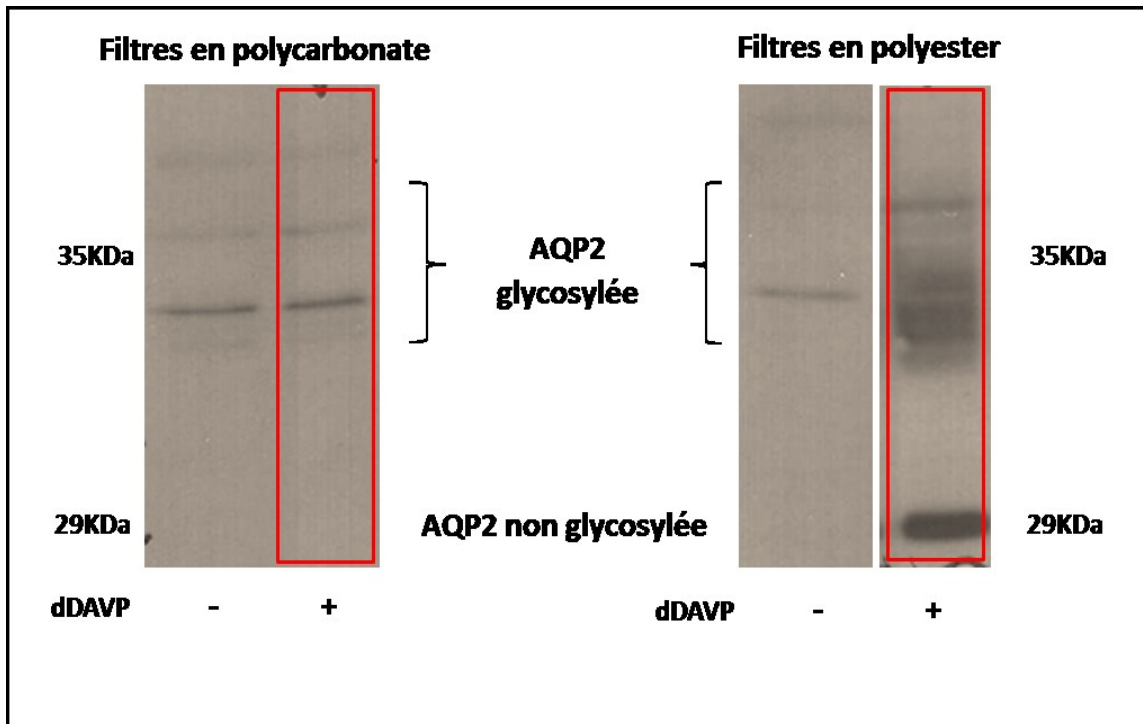 Filtres en polycarbonate
Filtres en polyester
35KDa
AQP2
glycosylée
35KDa
29KDa
AQP2 non glycosylée
29KDa
dDAVP - +
dDAVP - +